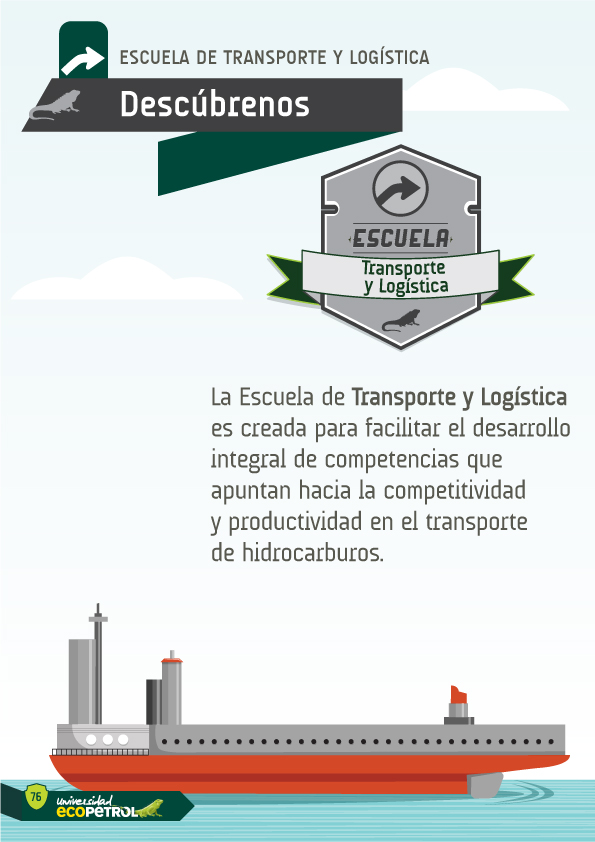 ESCUELA DE TRANSPORTE Y LOGÍSTICA
Descúbrenos
ESCUELA
Transporte
y Logística
La Escuela de Transporte y Logística
es creada para facilitar el desarrollo
integral de competencias que
apuntan hacia la competitividad
y productividad en el transporte
de hidrocarburos.
76
universidad
ecopetrol